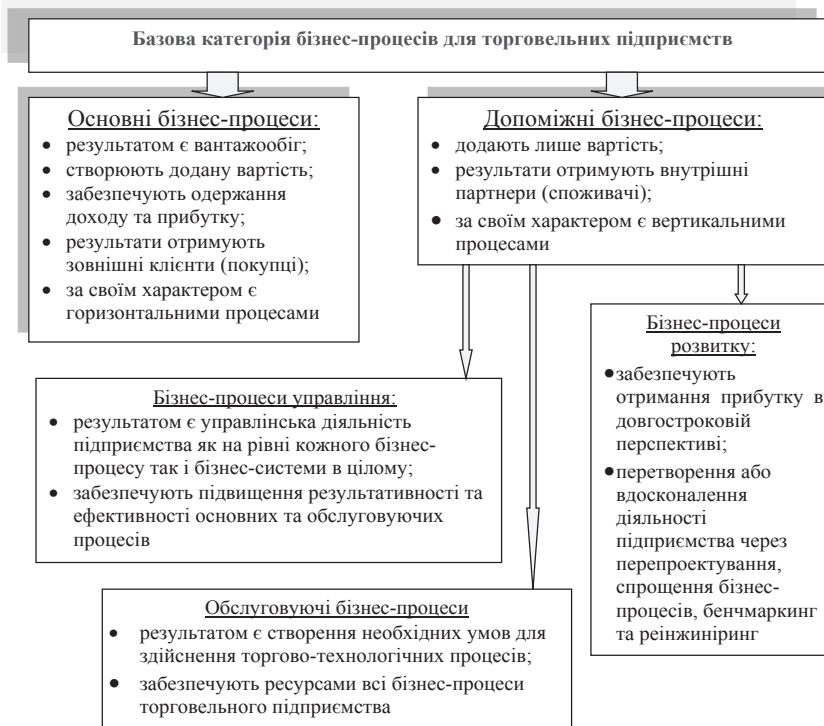 Базова категорія бізнес-процесів для торговельних підприємств
Основні бізнес-процеси:
• результатом є вантажообіг;
• створюють додану вартість;
• забезпечують одержання
доходу та прибутку;
• результати отримують
зовнішні клієнти (покупці);
• за своїм характером є
горизонтальними процесами
Допоміжні бізнес-процеси:
• додають лише вартість;
• результати отримують внутрішні
партнери (споживачі);
• за своїм характером є вертикальними
процесами
Бізнес-процеси управління:
• результатом є управлінська діяльність
підприємства як на рівні кожного бізнес-
процесу так і бізнес-системи в цілому;
• забезпечують підвищення результативності та
ефективності основних та обслуговуючих
процесів
Бізнес-процеси
розвитку:
•забезпечують
отримання прибутку в
довгостроковій
перспективі;
•перетворення або
вдосконалення
діяльності
підприємства через
перепроектування,
спрощення бізнес-
процесів, бенчмаркинг
та реінжиніринг
Обслуговуючі бізнес-процеси
• результатом є створення необхідних умов для
здійснення торгово-технологічних процесів;
• забезпечують ресурсами всі бізнес-процеси
торговельного підприємства